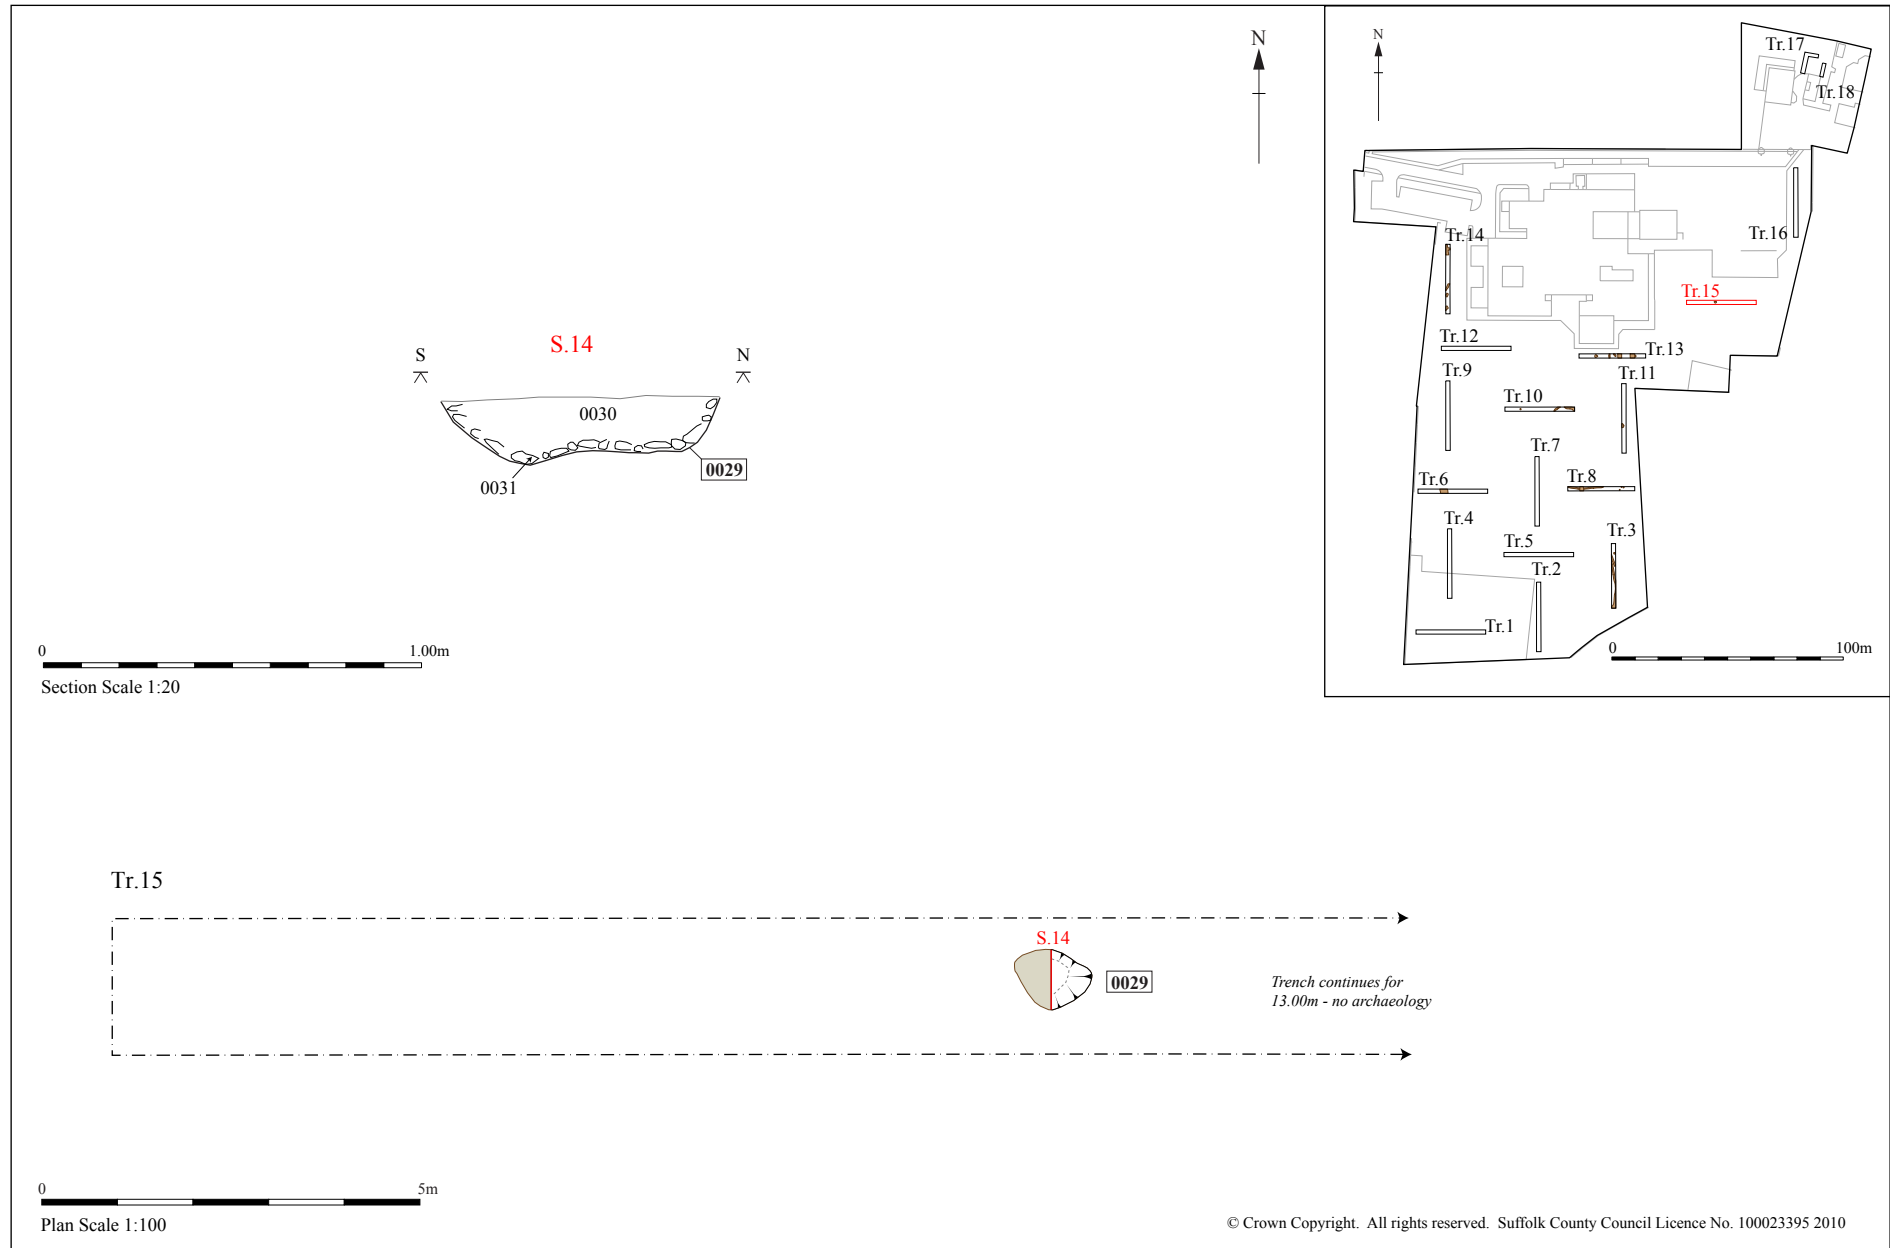 N
S.14
S
N
0030
0031
0029
0
1.00m
Section Scale 1:20
N
Tr.17
Tr.18
Tr.16
Tr.14
Tr.15
Tr.12
Tr.13
Tr.9
Tr.11
Tr.10
Tr.7
Tr.6
Tr.8
Tr.4
Tr.3
Tr.5
Tr.2
Tr.1
0
100m
Tr.15
S.14
0029
Trench continues for
13.00m - no archaeology
0
5m
Plan Scale 1:100
© Crown Copyright. All rights reserved. Suffolk County Council Licence No. 100023395 2010